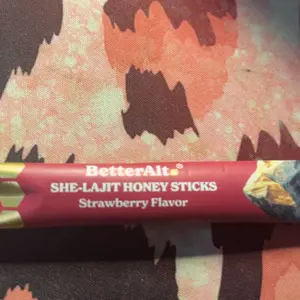 BetterAlt®
SHE-LAJIT HONEY STICKS
Strawberry Flavor